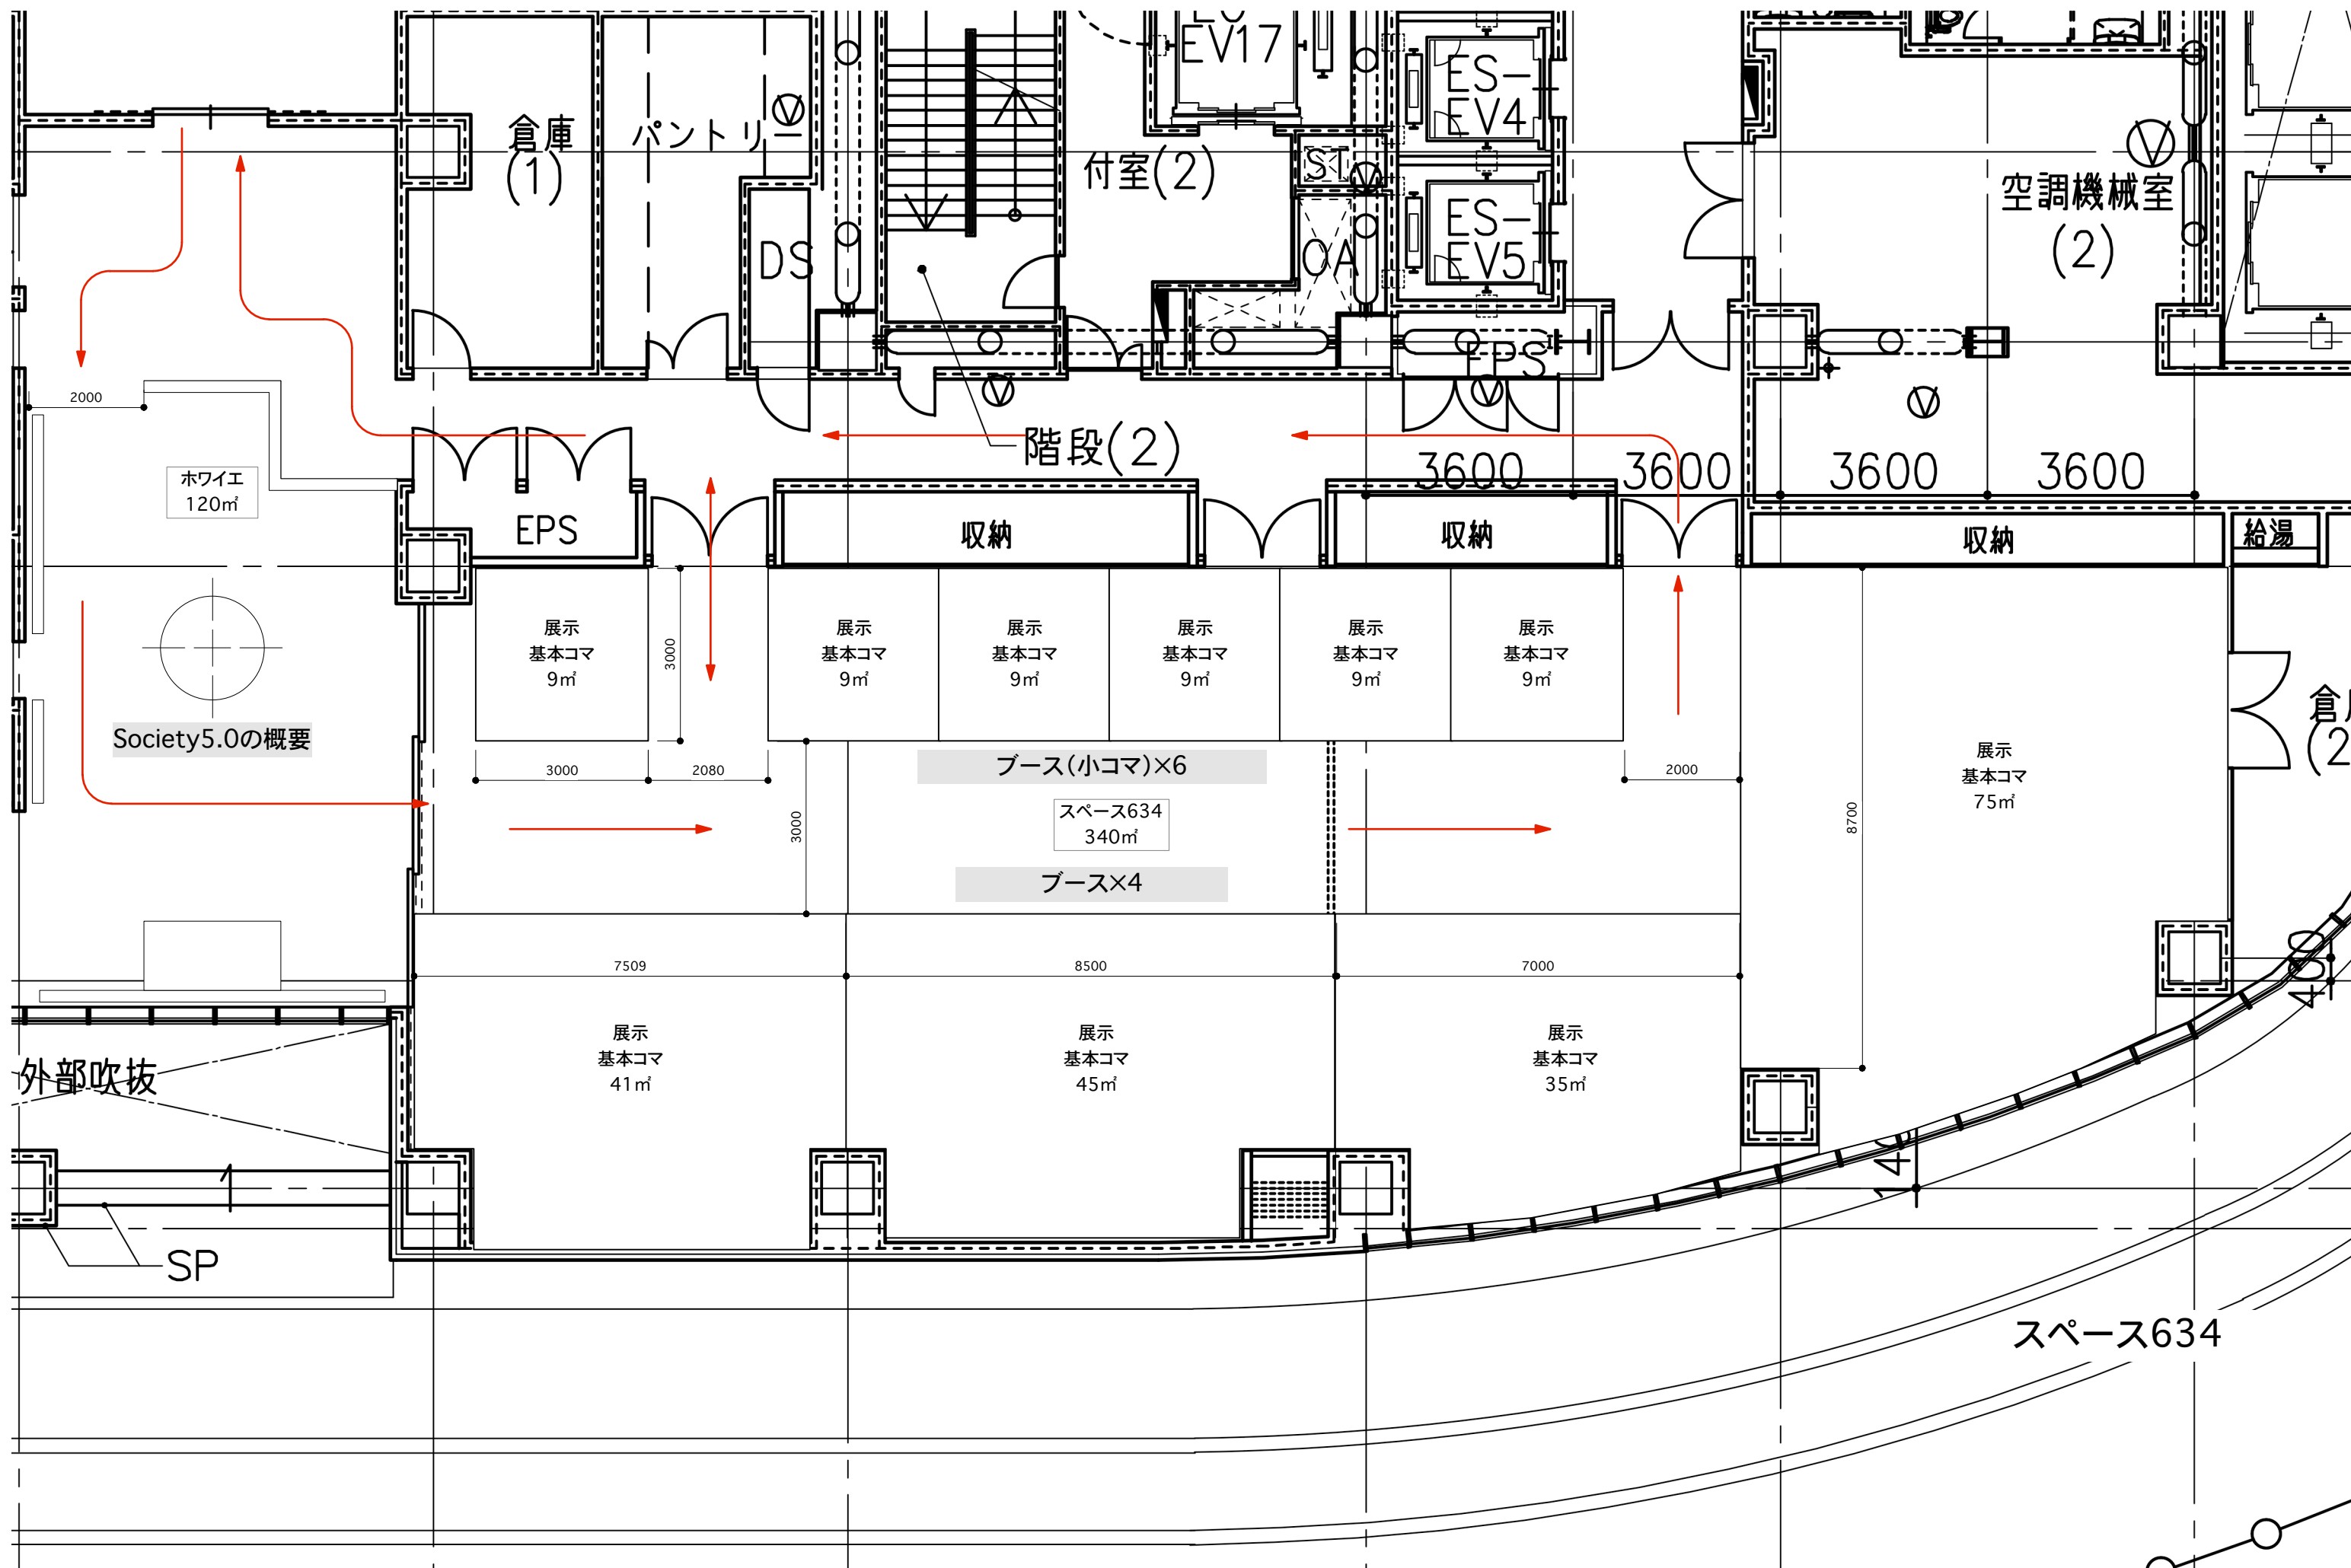 EV17
ES-
EV4
倉庫
(1)
パントリー
付室(2)
ST
空調機械室
(2)
DS
OA
ES-
EV5
EPS
2000
階段(2)
3600
3600
3600
3600
ホワイエ
120㎡
EPS
収納
収納
収納
給湯
展示
基本コマ
9㎡
3000
展示
基本コマ
9㎡
展示
基本コマ
9㎡
展示
基本コマ
9㎡
展示
基本コマ
9㎡
展示
基本コマ
9㎡
Society5.0の概要
3000
2080
ブース(小コマ)×6
2000
展示
基本コマ
75㎡
8700
3000
スペース634
340㎡
ブース×4
7509
8500
7000
400
展示
基本コマ
41㎡
展示
基本コマ
45㎡
展示
基本コマ
35㎡
外部吹抜
SP
スペース634